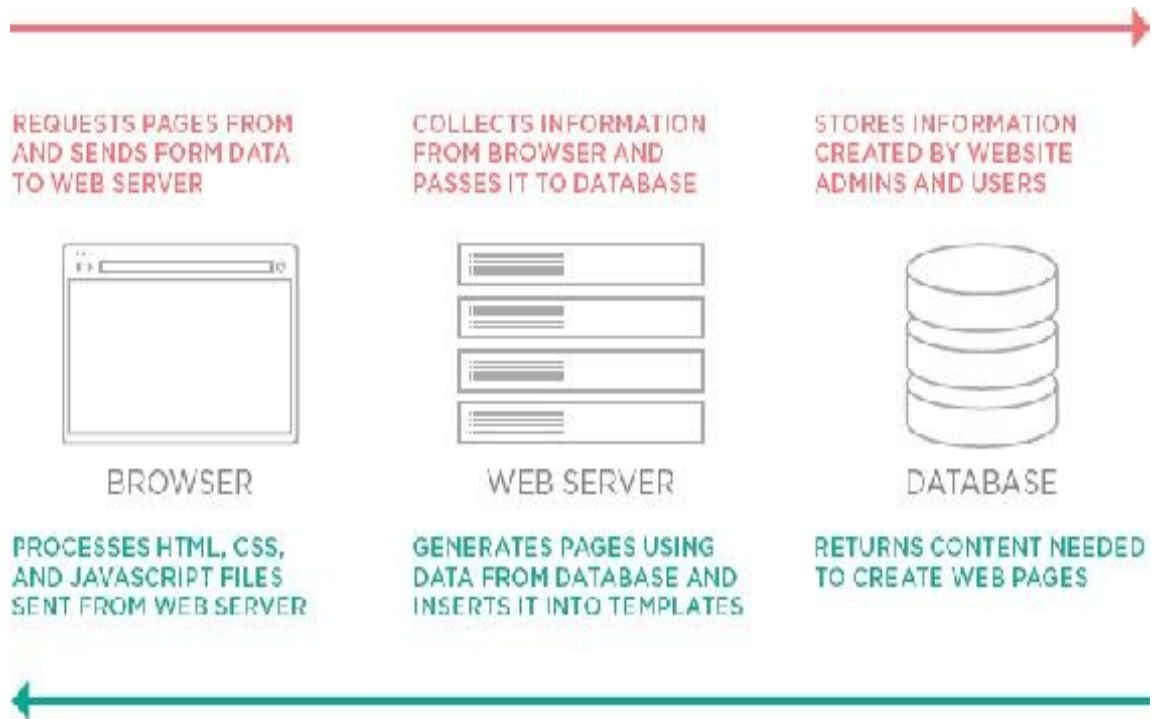 REQUESTS PAGES FROM
AND SENDS FORM DATA
TO WEB SERVER
COLLECTS INFORMATION
FROM BROWSER AND
PASSES IT TO DATABASE
STORES INFORMATION
CREATED BY WEBSITE
ADMINS AND USERS
BROWSER
WEB SERVER
DATABASE
PROCESSES HTML, CSS,
AND JAVASCRIPT FILES
SENT FROM WEB SERVER
GENERATES PAGES USING
DATA FROM DATABASE AND
INSERTS IT INTO TEMPLATES
RETURNS CONTENT NEEDED
TO CREATE WEB PAGES